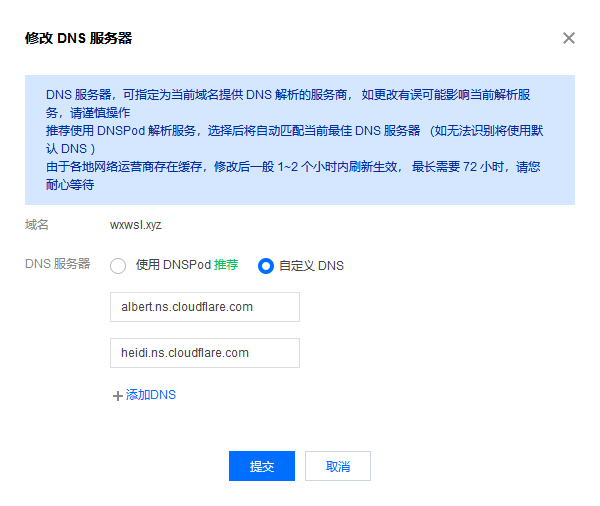 修改 DNS 服务器
DNS 服务器，可指定为当前域名提供 DNS 解析的服务商， 如更改有误可能影响当前解析服
务，请谨慎操作
推荐使用 DNSPod 解析服务，选择后将自动匹配当前最佳 DNS 服务器 （如无法识别将使用默
认 DNS ）
由于各地网络运营商存在缓存，修改后一般 1~2 个小时内刷新生效， 最长需要 72 小时，请您
耐心等待
域名 wxwsl.xyz
DNS 服务器 使用 DNSPod 推荐 自定义 DNS
albert.ns.cloudflare.com
heidi.ns.cloudflare.com
添加DNS
提交 取消